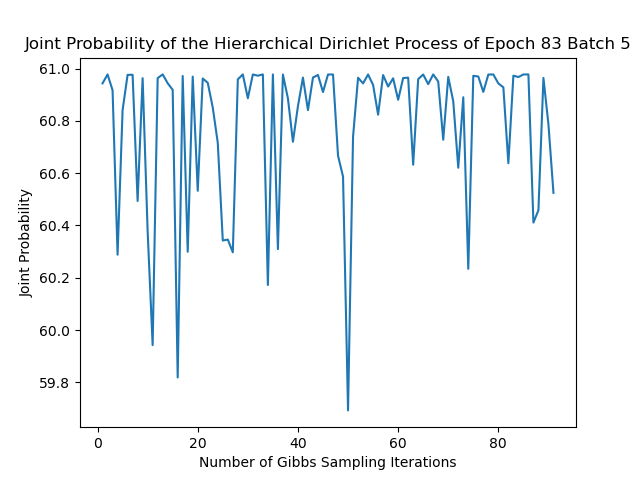 Joint Probability of the Hierarchical Dirichlet Process of Epoch 83 Batch 5
61.0
60.8
60.6
60.4
60.2
60.0
59.8
Joint Probability
0 20 40 60 80
Number of Gibbs Sampling Iterations